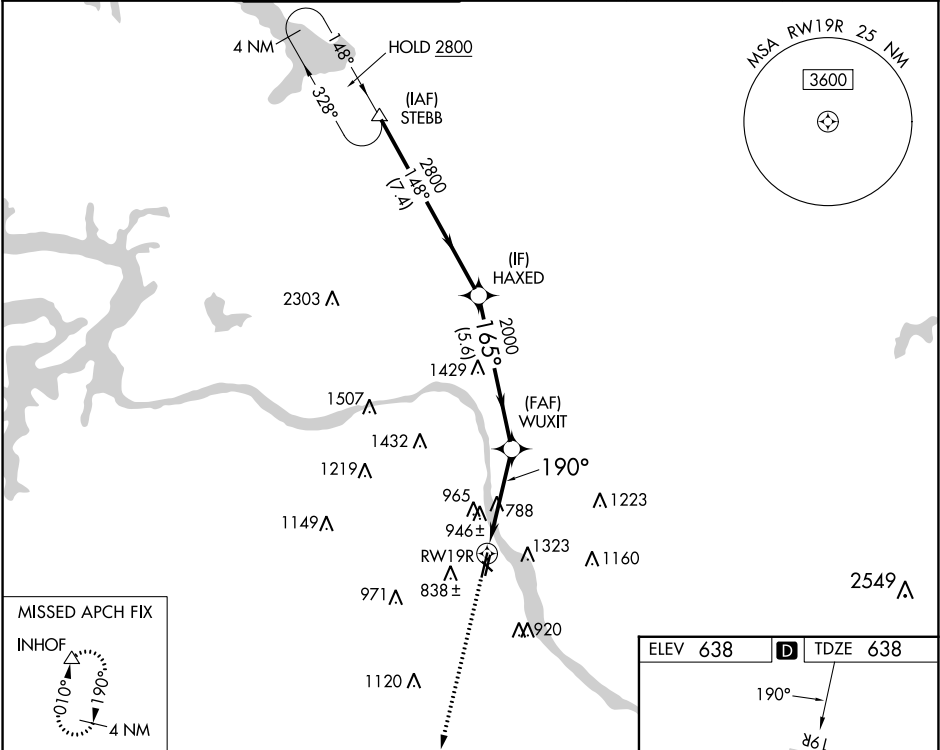 4 NM
148°
HOLD 2800
328°
(IAF)
STEBB
MSA RW19R 25 NM
3600
2800
148°
(7.4)
(IF)
HAXED
2303
2000
165°
(5.6)
1429
1507
(FAF)
WUXIT
1432
1219
190°
965
788
1223
946±
1149
RW19R
1323
1160
838±
971
2549
920
1120
MISSED APCH FIX
INHOF
010°
190°
4 NM
ELEV 638
D
TDZE 638
190°
19R